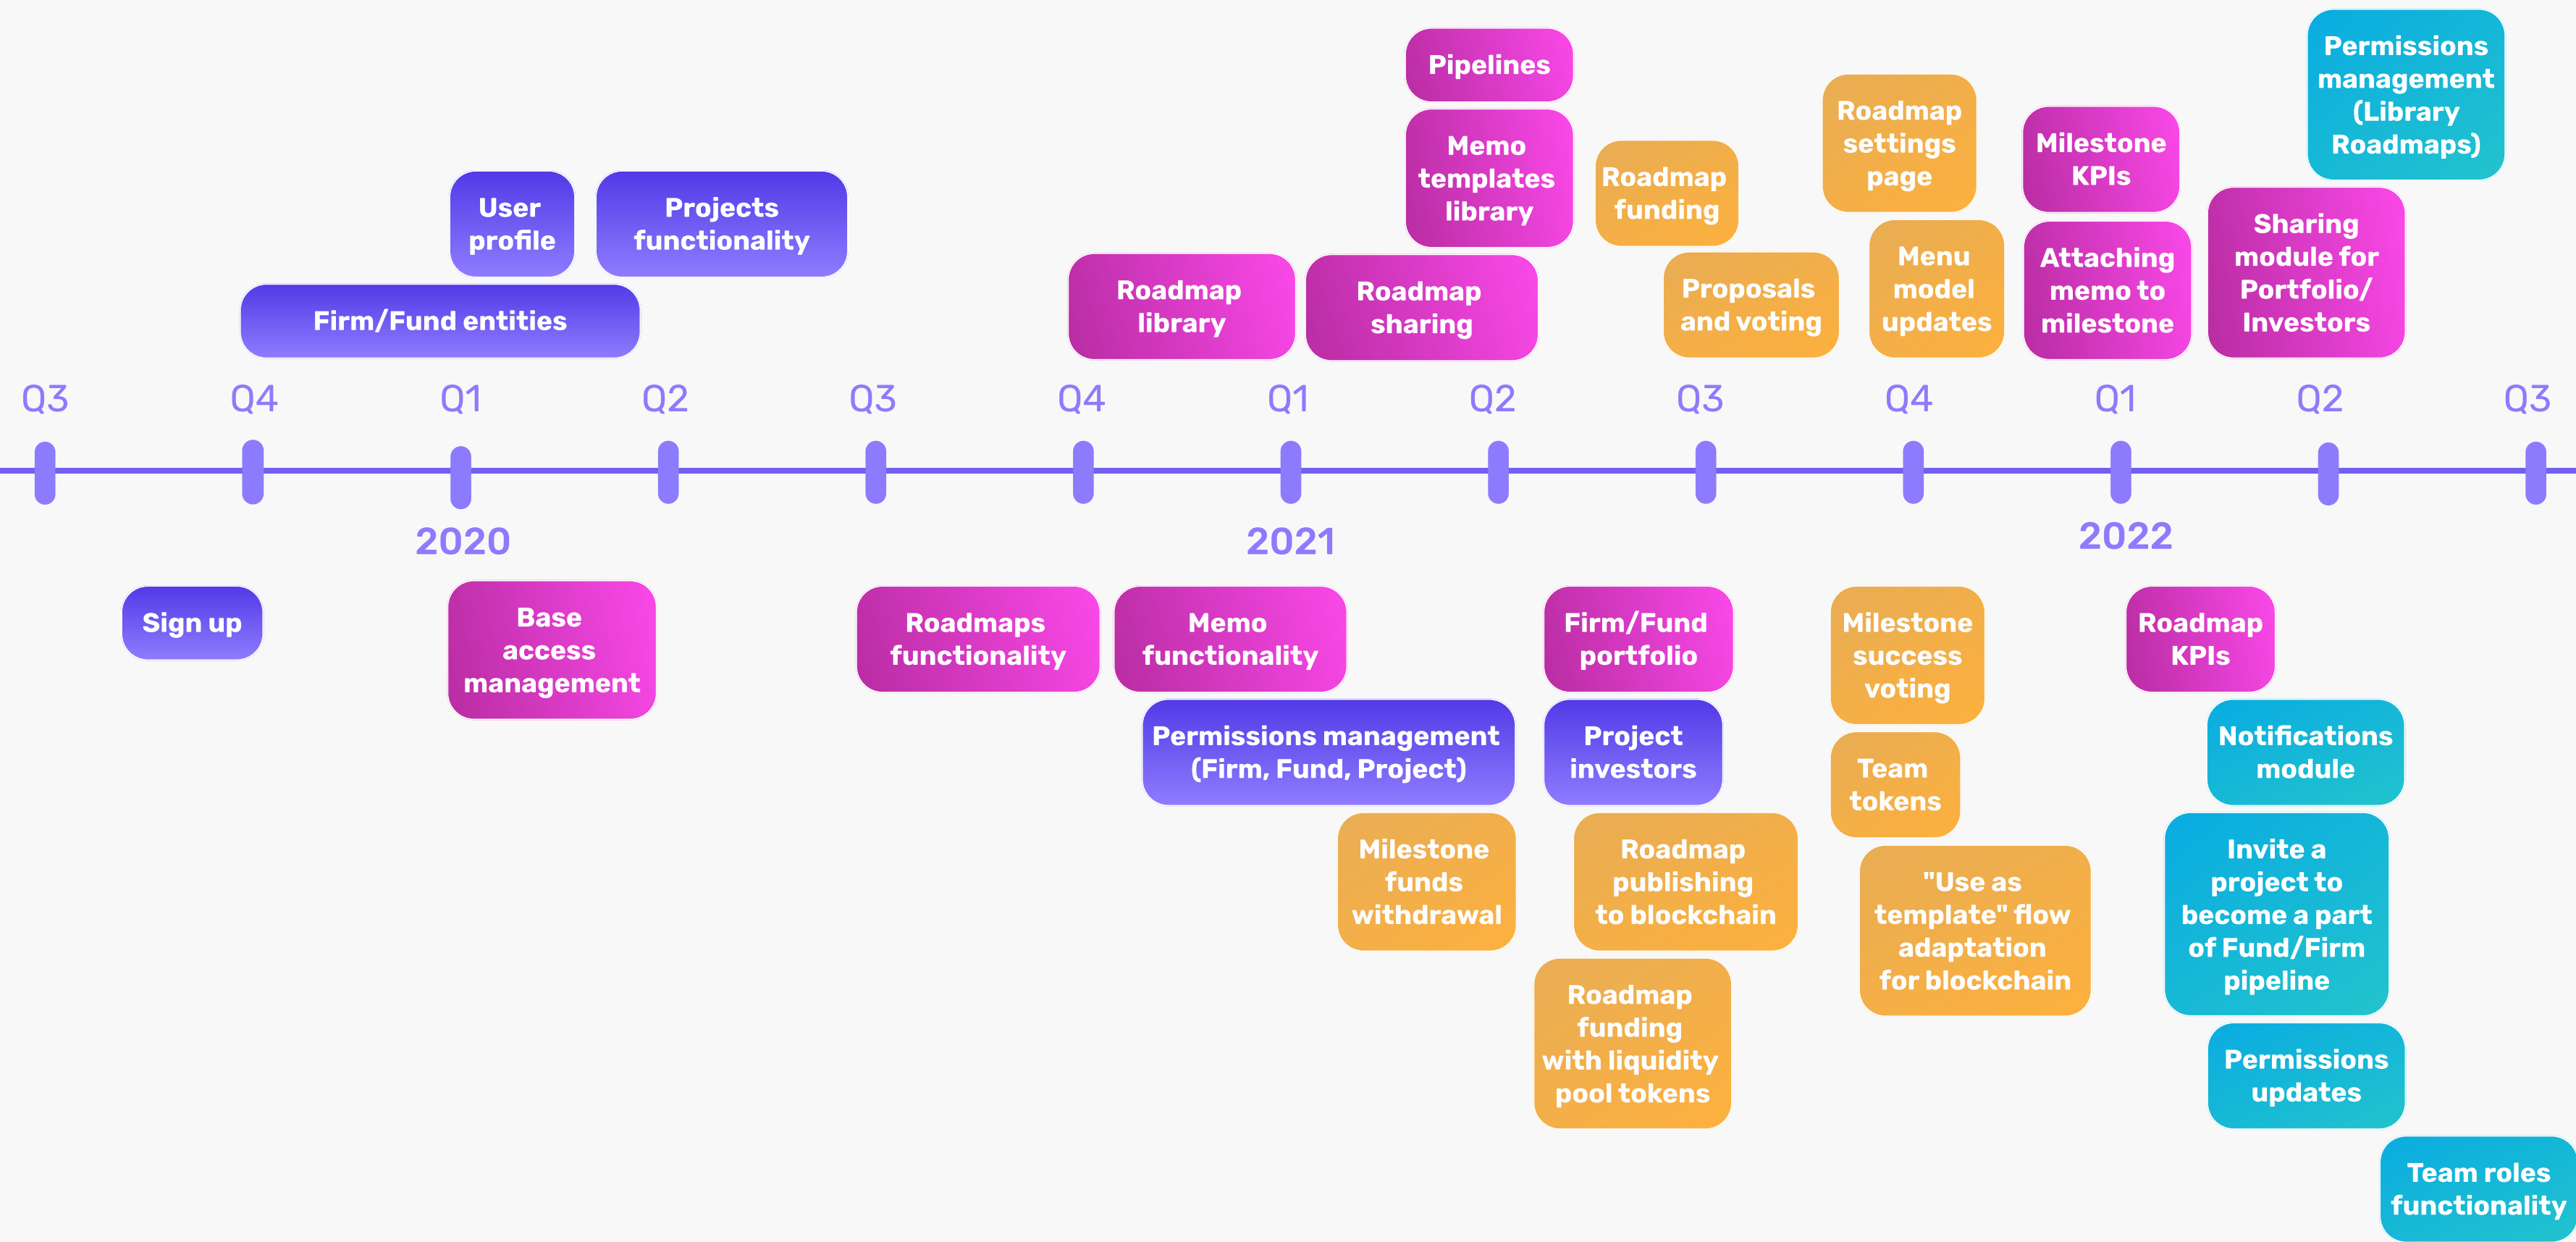 Pipelines
Memo
templates
library
Roadmap
settings
page
Permissions
management
(Library
Roadmaps)
Milestone
KPIs
User
profile
Projects
functionality
Roadmap
funding
Firm/Fund entities
Roadmap
library
Roadmap
sharing
Proposals
and voting
Menu
model
updates
Attaching
memo to
milestone
Sharing
module for
Portfolio/
Investors
Q3 Q4 Q1 Q2 Q3 Q4 Q1 Q2 Q3 Q4 Q1 Q2 Q3
2020 2021 2022
Sign up
Base
access
management
Roadmaps
functionality
Memo
functionality
Firm/Fund
portfolio
Milestone
success
voting
Roadmap
KPIs
Permissions management
(Firm, Fund, Project)
Project
investors
Team
tokens
Notifications
module
Milestone
funds
withdrawal
Roadmap
publishing
to blockchain
"Use as
template" flow
adaptation
for blockchain
Invite a
project to
become a part
of Fund/Firm
pipeline
Roadmap
funding
with liquidity
pool tokens
Permissions
updates
Team roles
functionality